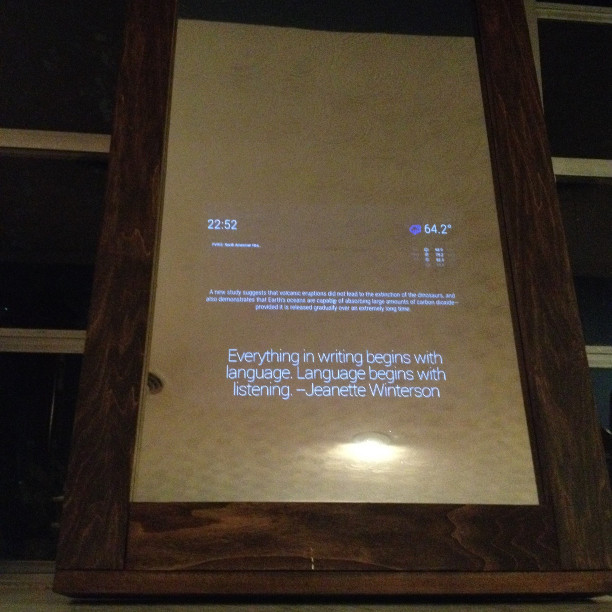 22:52
64.2°
A new study suggests that volcanic eruptions did not lead to the extinction of the dinosaurs, and
also demonstrates that Earth's oceans are capable of absorbing large amounts of carbon dioxide—
provided it is released gradually over an extremely long time.
Everything in writing begins with
language. Language begins with
listening. —Jeanette Winterson